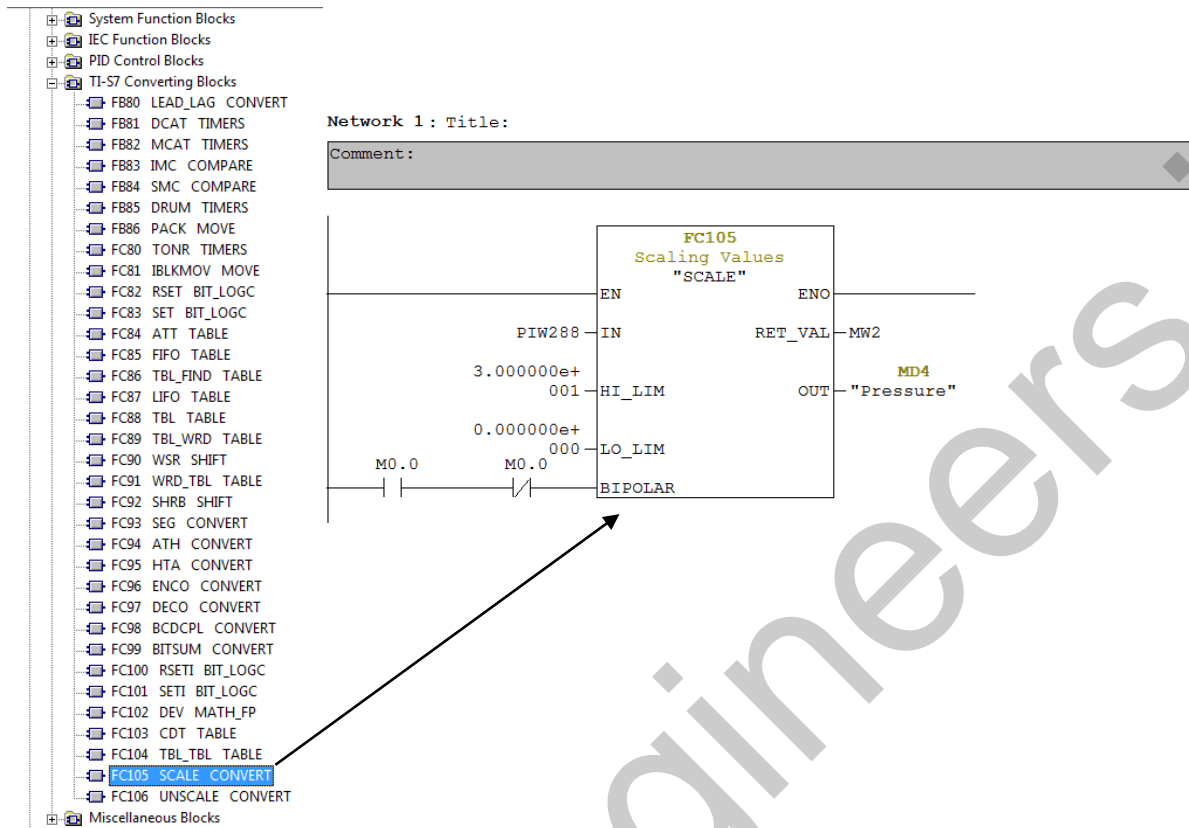 System Function Blocks
IEC Function Blocks
PID Control Blocks
TI-S7 Converting Blocks
FB80 LEAD_LAG CONVERT
FB81 DCAT TIMERS
FB82 MCAT TIMERS
FB83 IMC COMPARE
FB84 SMC COMPARE
FB85 DRUM TIMERS
FB86 PACK MOVE
FC80 TONR TIMERS
FC81 IBLKMOV MOVE
FC82 RSET BIT_LOGC
FC83 SET BIT_LOGC
FC84 ATT TABLE
FC85 FIFO TABLE
FC86 TBL_FIND TABLE
FC87 LIFO TABLE
FC88 TBL TABLE
FC89 TBL_WRD TABLE
FC90 WSR SHIFT
FC91 WRD_TBL TABLE
FC92 SHRB SHIFT
FC93 SEG CONVERT
FC94 ATH CONVERT
FC95 HTA CONVERT
FC96 ENCO CONVERT
FC97 DECO CONVERT
FC98 BCDCPL CONVERT
FC99 BITSUM CONVERT
FC100 RSETI BIT_LOGC
FC101 SETI BIT_LOGC
FC102 DEV MATH_FP
FC103 CDT TABLE
FC104 TBL_TBL TABLE
FC105 SCALE CONVERT
FC106 UNSCALE CONVERT
Miscellaneous Blocks
Network 1: Title:
Comment:
FC105
Scaling Values
"SCALE"
EN ENO
PIW288 IN RET_VAL MW2
3.000000e+ MD4
001 HI_LIM OUT "Pressure"
0.000000e+
000 LO_LIM
M0.0 M0.0
BIPOLAR
gineers